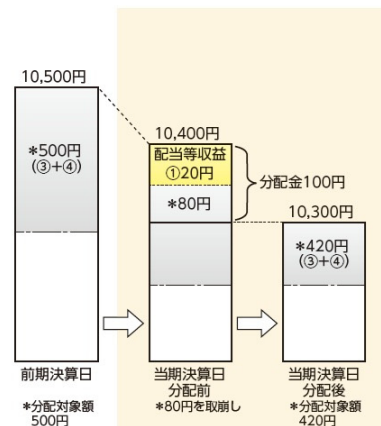 10,500円
*500円
(③+④)
10,400円
配当等収益
①20円
*80円
分配金100円
10,300円
*420円
(③+④)
前期決算日
*分配対象額
500円
当期決算日
分配前
*80円を取崩し
当期決算日
分配後
*分配対象額
420円